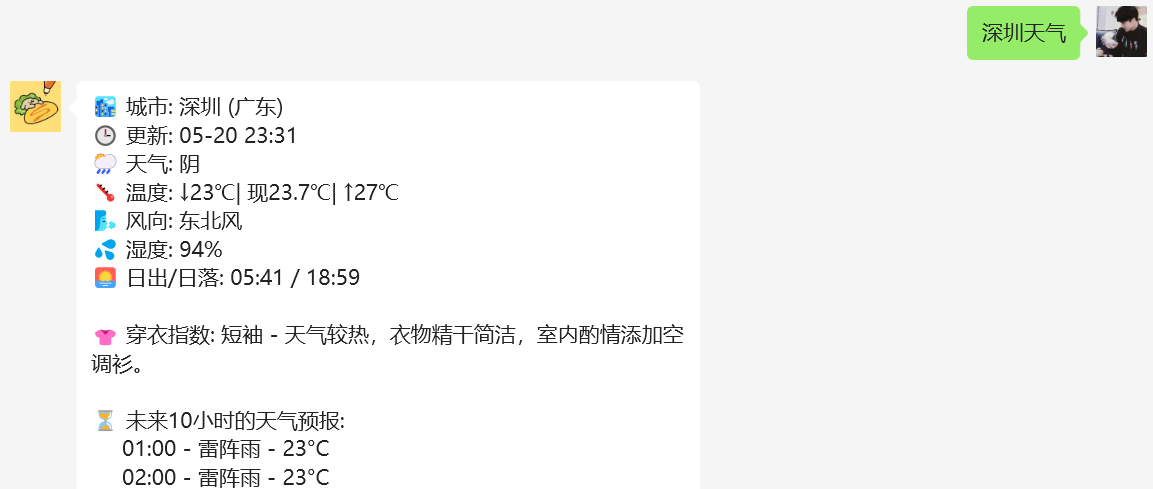 深圳天气
城市: 深圳 (广东)
更新: 05-20 23:31
天气: 阴
温度: ↓23℃| 现23.7℃| ↑27℃
风向: 东北风
湿度: 94%
日出/日落: 05:41 / 18:59
穿衣指数: 短袖 - 天气较热，衣物精干简洁，室内酌情添加空
调衫。
未来10小时的天气预报:
01:00 - 雷阵雨 - 23°C
02:00 - 雷阵雨 - 23°C